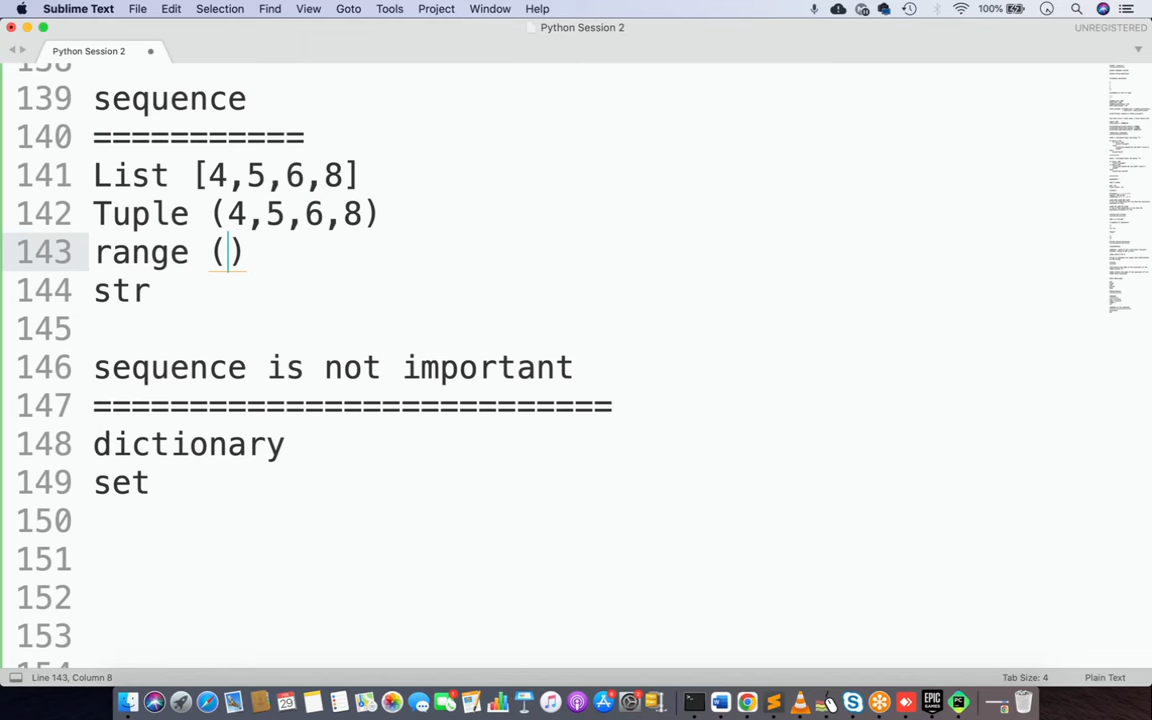 Sublime Text File Edit Selection Find View Goto Tools Project Window Help 100%
Python Session 2
UNREGISTERED
Python Session 2
138
139 sequence
140 ===========
141 List [4,5,6,8]
142 Tuple (4,5,6,8)
143 range ()
144 str
145
146 sequence is not important
147 ===========================
148 dictionary
149 set
150
151
152
153
154
Line 143, Column 8
Tab Size: 4
Plain Text